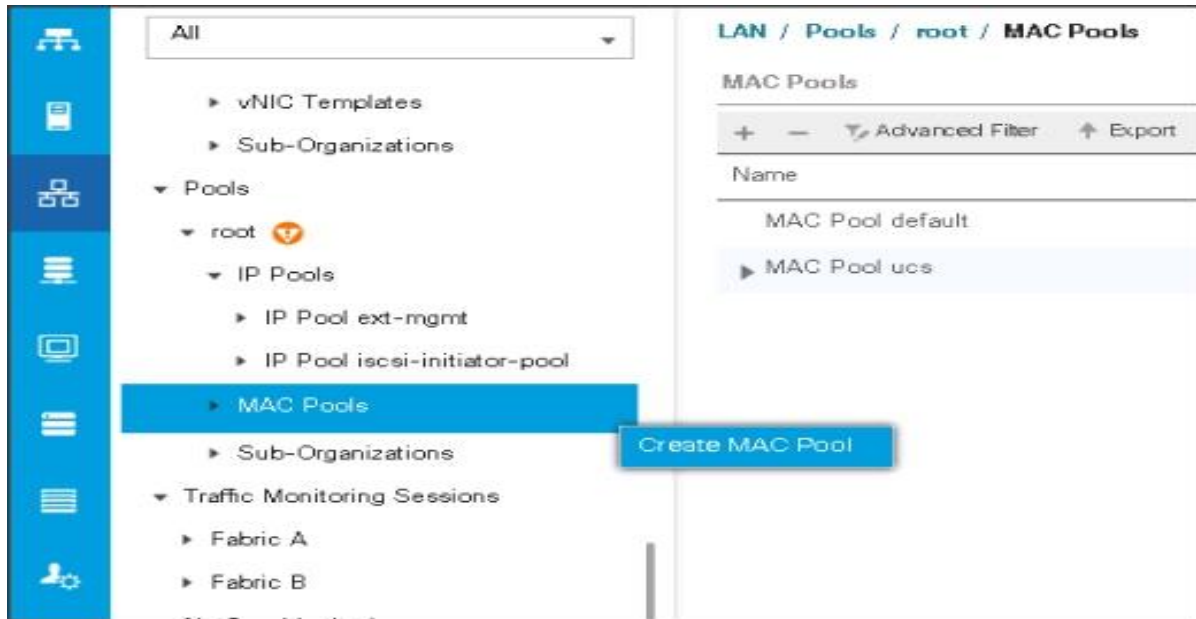 All
vNIC Templates
Sub-Organizations
Pools
root
IP Pools
IP Pool ext-mgmt
IP Pool iscsi-initiator-pool
MAC Pools
Create MAC Pool
Sub-Organizations
Traffic Monitoring Sessions
Fabric A
Fabric B
LAN / Pools / root / MAC Pools
MAC Pools
+ − Advanced Filter Export
Name
MAC Pool default
MAC Pool ucs